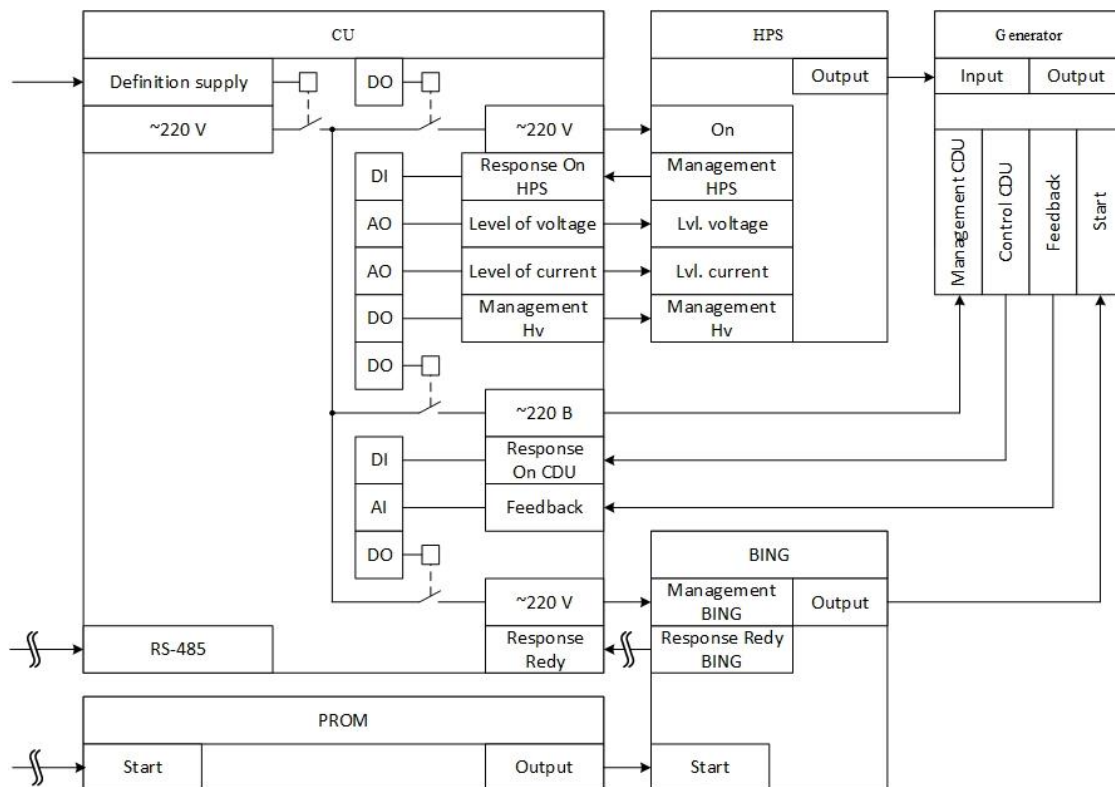 CU
HPS
Generator
Definition supply
DO
Output
Input
Output
~220 V
~220 V
On
DI
Response On
HPS
Management
HPS
Management CDU
Control CDU
Feedback
Start
AO
Level of voltage
Lvl. voltage
AO
Level of current
Lvl. current
DO
Management
Hv
Management
Hv
DO
~220 B
DI
Response
On CDU
AI
Feedback
DO
BING
~220 V
Management
BING
Output
RS-485
Response
Redy
Response Redy
BING
PROM
Start
Output
Start